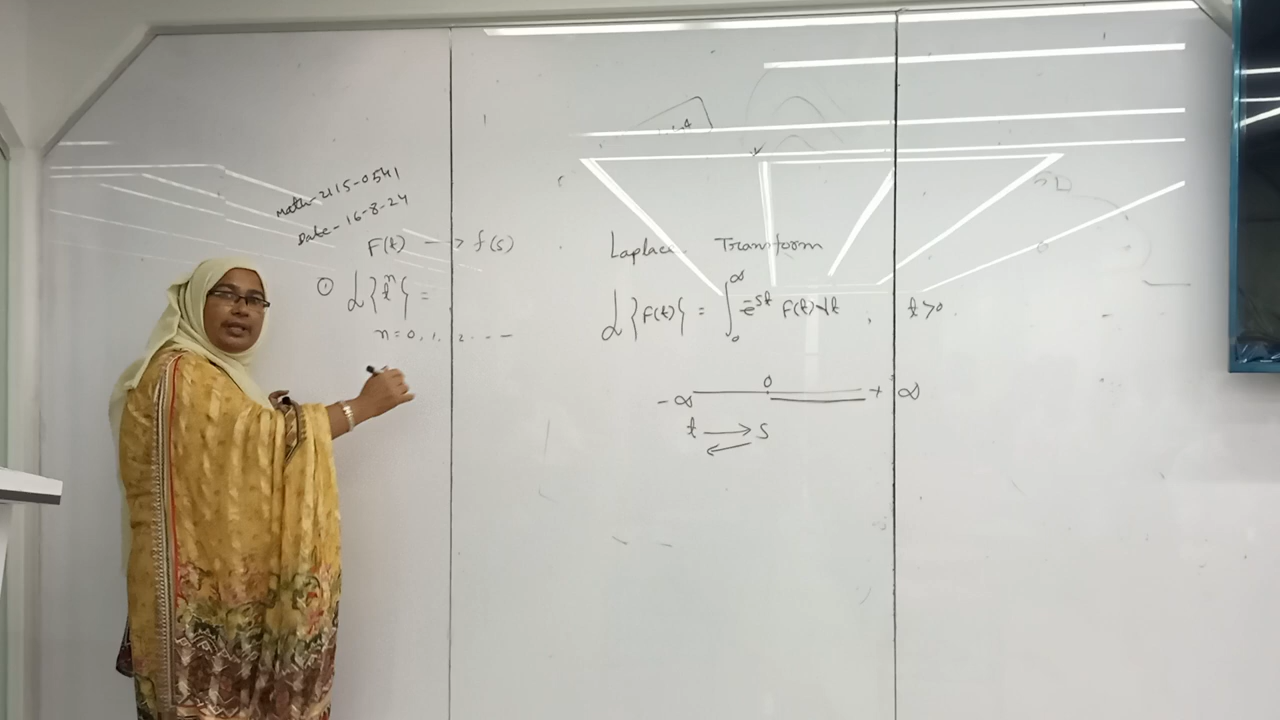 Math-2115-0541
Date-16-8-24
F(t) → f(s)
① L{tⁿ} =
n = 0, 1, 2 . . . —
Laplace Transform
L{F(t)} = ∫₀^∞ e^-st F(t) dt , t>0.
0
-∞ + ∞
t ⇄ s